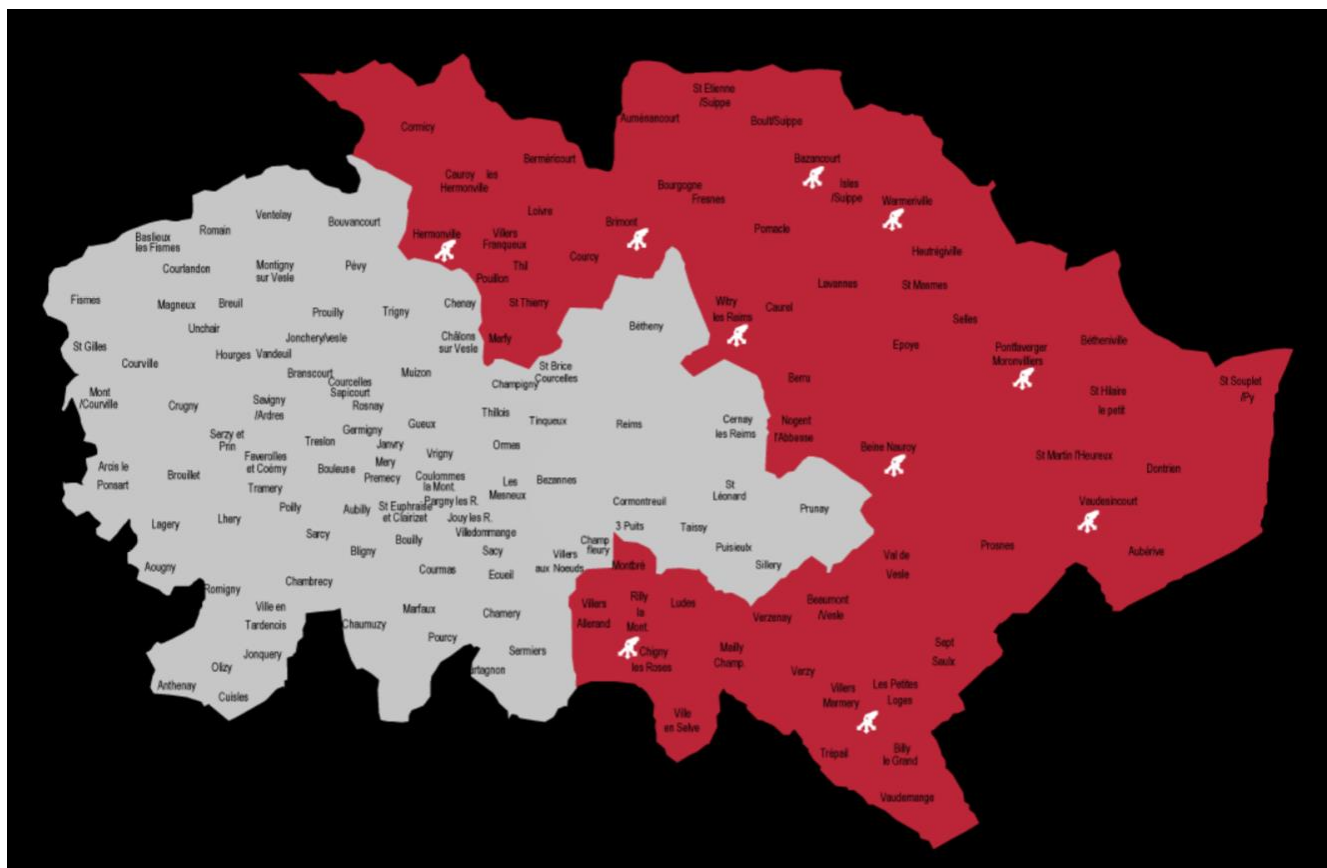 St Etienne
/Suippe
Auménancourt
Boult/Suippe
Cormicy
Berméricourt
Bazancourt
Cauroy les
Hermonville
Bourgogne
Fresnes
Isles
/Suippe
Warmeriville
Loivre
Brimont
Pomacle
Ventelay
Bouvancourt
Romain
Baslieux
les Fismes
Hermonville
Villers
Franqueux
Courcy
Heutrégiville
Courlandon
Montigny
sur Vesle
Pévy
Thil
Pouillon
Lavannes
St Masmes
Fismes
Magneux
Breuil
Prouilly
Trigny
Chenay
St Thierry
Witry
les Reims
Caurel
Selles
Unchair
Jonchery/vesle
Châlons
sur Vesle
Merfy
Bétheny
Epoye
Pontfaverger
Moronvilliers
Bétheniville
St Gilles
Courville
Hourges
Vandeuil
Branscourt
Courcelles
Sapicourt
Muizon
St Brice
Courcelles
Champigny
Berru
St Hilaire
le petit
St Souplet
/Py
Mont
/Courville
Crugny
Savigny
/Ardres
Rosnay
Thillois
Tinqueux
Reims
Cernay
les Reims
Nogent
l'Abbesse
Serzy et
Prin
Treslon
Germigny
Janvry
Gueux
Vrigny
Ormes
Beine Nauroy
St Martin l'Heureux
Dontrien
Arcis le
Ponsart
Brouillet
Faverolles
et Coëmy
Bouleuse
Mery
Premecy
Coulommes
la Mont.
Les
Mesneux
Bezannes
Tramery
Poilly
Aubilly
St Euphraise
et Clairizet
Pargny les R.
Jouy les R.
Cormontreuil
St
Léonard
Prunay
Vaudesincourt
Lagery
Lhery
Sarcy
Bligny
Bouilly
Villedommange
Sacy
3 Puits
Taissy
Puisieulx
Sillery
Val de
Vesle
Prosnes
Aubérive
Aougny
Romigny
Chambrecy
Courmas
Ecueil
Villers
aux Noeuds
Champ
fleury
Montbré
Ville en
Tardenois
Chaumuzy
Marfaux
Pourcy
Chamery
Sermiers
Villers
Allerand
Rilly
la
Mont.
Ludes
Verzenay
Beaumont
/Vesle
Sept
Saulx
Jonquery
Olizy
Anthenay
Cuisles
artagnon
Chigny
les Roses
Mailly
Champ.
Verzy
Villers
Marmery
Les Petites
Loges
Ville
en Selve
Trépail
Billy
le Grand
Vaudemange